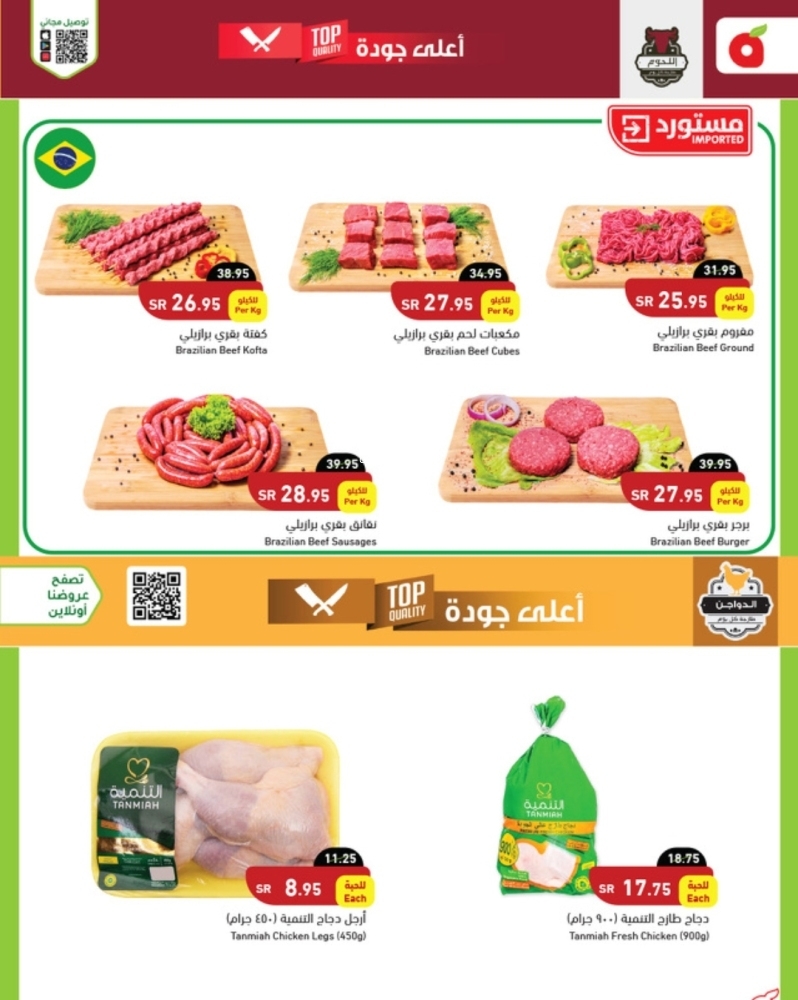 توصيل مجاني
TOP
QUALITY
أعلى جودة
اللحوم
مستورد
IMPORTED
38.95
SR 26.95
للكيلو
Per Kg
كفتة بقري برازيلي
Brazilian Beef Kofta
34.95
SR 27.95
للكيلو
Per Kg
مكعبات لحم بقري برازيلي
Brazilian Beef Cubes
31.95
SR 25.95
للكيلو
Per Kg
مفروم بقري برازيلي
Brazilian Beef Ground
39.95
SR 28.95
للكيلو
Per Kg
نقانق بقري برازيلي
Brazilian Beef Sausages
39.95
SR 27.95
للكيلو
Per Kg
برجر بقري برازيلي
Brazilian Beef Burger
تصفح
عروضنا
أونلاين
TOP
QUALITY
أعلى جودة
الدواجن
طازجة كل يوم
التنمية
TANMIAH
11.25
SR 8.95
للحبة
Each
أرجل دجاج التنمية (٤٥٠ جرام)
Tanmiah Chicken Legs (450g)
التنمية
TANMIAH
900
18.75
SR 17.75
للحبة
Each
دجاج طازج التنمية (٩٠٠ جرام)
Tanmiah Fresh Chicken (900g)